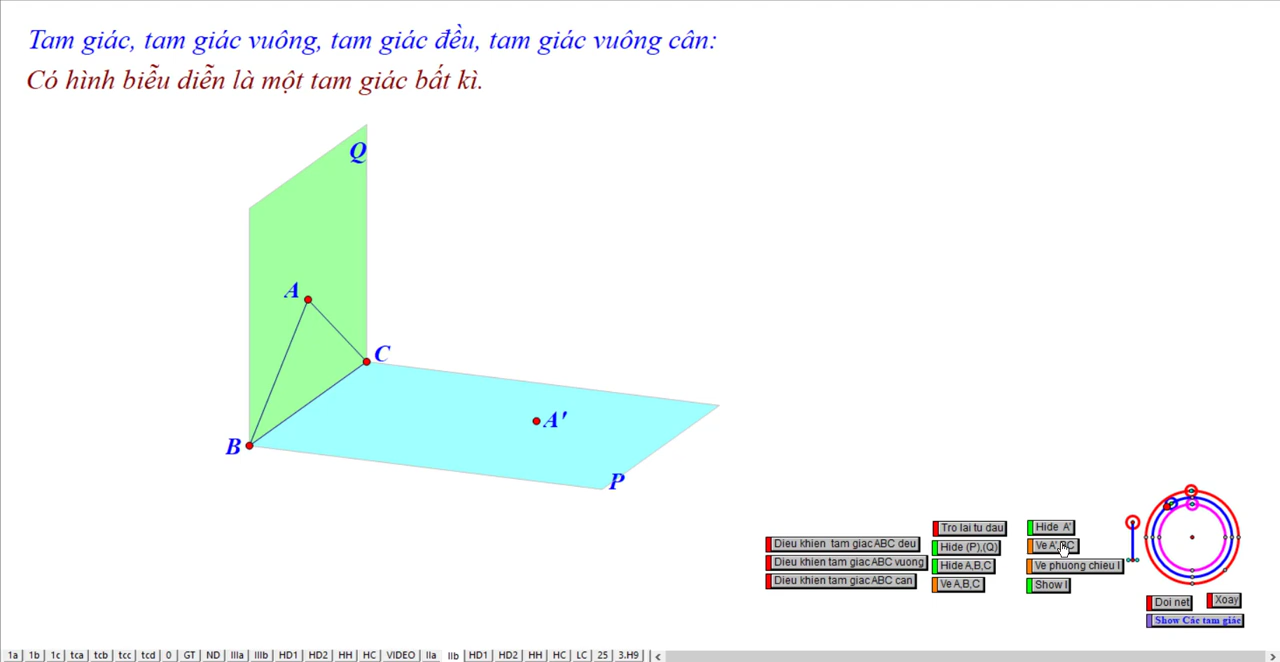 Tam giác, tam giác vuông, tam giác đều, tam giác vuông cân:
Có hình biễu diễn là một tam giác bất kì.
Q
A
C
A'
B
P
Dieu khien tam giac ABC deu
Dieu khien tam giac ABC vuong
Dieu khien tam giac ABC can
Tro lai tu dau
Hide (P),(Q)
Hide A,B,C
Ve A,B,C
Hide A'
Ve A',BC
Ve phuong chieu l
Show l
Doi net
Xoay
Show Các tam giác
1a 1b 1c tca tcb tcc tcd 0 GT ND IIIa IIIb HD1 HD2 HH HC VIDEO IIa IIb HD1 HD2 HH HC LC 25 3.H9